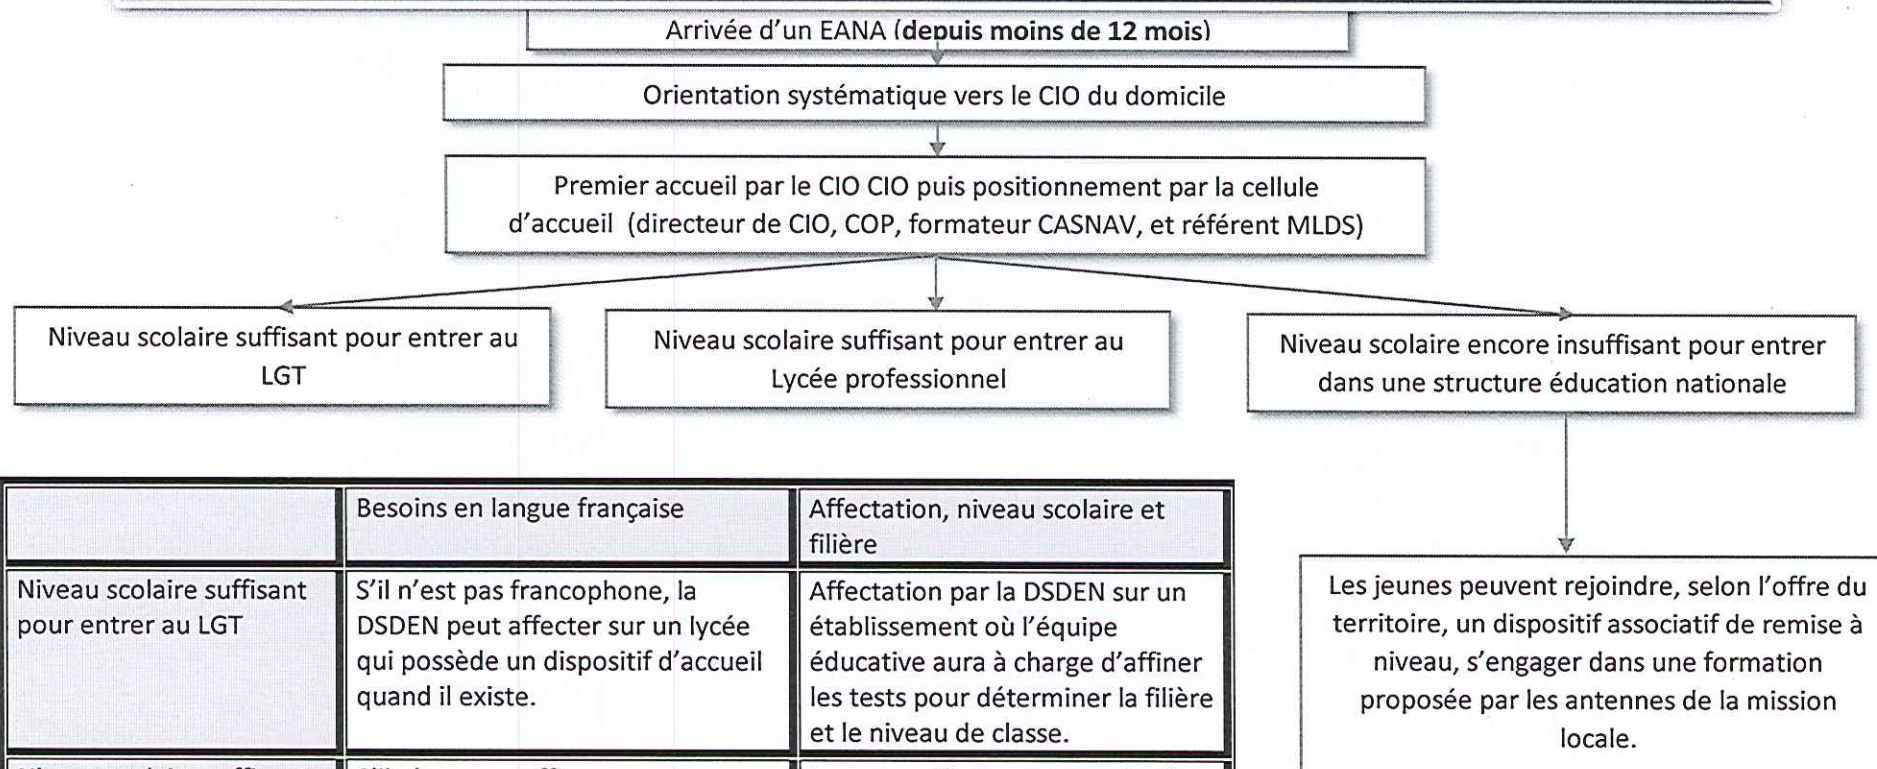 Arrivée d'un EANA (depuis moins de 12 mois)
Orientation systématique vers le CIO du domicile
Premier accueil par le CIO CIO puis positionnement par la cellule
d'accueil (directeur de CIO, COP, formateur CASNAV, et référent MLDS)
Niveau scolaire suffisant pour entrer au
LGT
Niveau scolaire suffisant pour entrer au
Lycée professionnel
Niveau scolaire encore insuffisant pour entrer
dans une structure éducation nationale
Besoins en langue française
Affectation, niveau scolaire et
filière
Niveau scolaire suffisant
pour entrer au LGT
S'il n'est pas francophone, la
DSDEN peut affecter sur un lycée
qui possède un dispositif d'accueil
quand il existe.
Affectation par la DSDEN sur un
établissement où l'équipe
éducative aura à charge d'affiner
les tests pour déterminer la filière
et le niveau de classe.
Les jeunes peuvent rejoindre, selon l'offre du
territoire, un dispositif associatif de remise à
niveau, s'engager dans une formation
proposée par les antennes de la mission
locale.